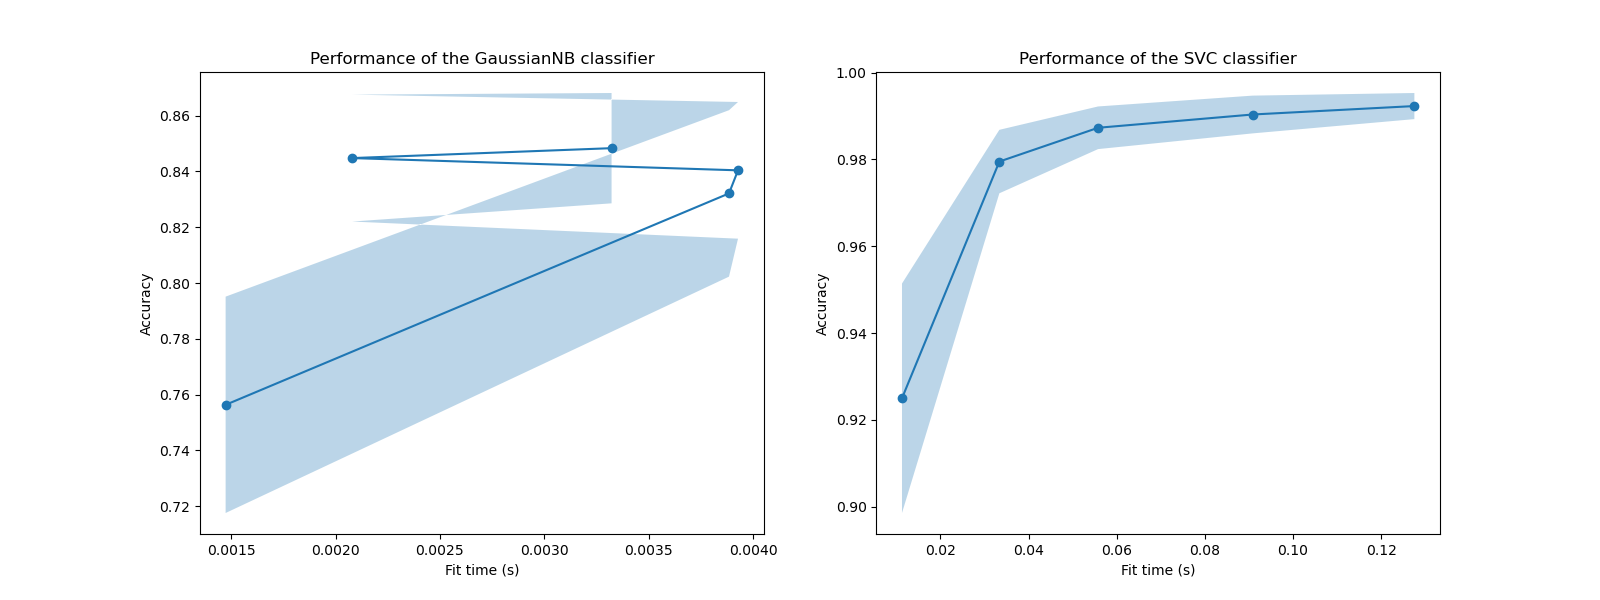 Performance of the GaussianNB classifier
Accuracy
0.86
0.84
0.82
0.80
0.78
0.76
0.74
0.72
0.0015 0.0020 0.0025 0.0030 0.0035 0.0040
Fit time (s)
Performance of the SVC classifier
Accuracy
1.00
0.98
0.96
0.94
0.92
0.90
0.02 0.04 0.06 0.08 0.10 0.12
Fit time (s)